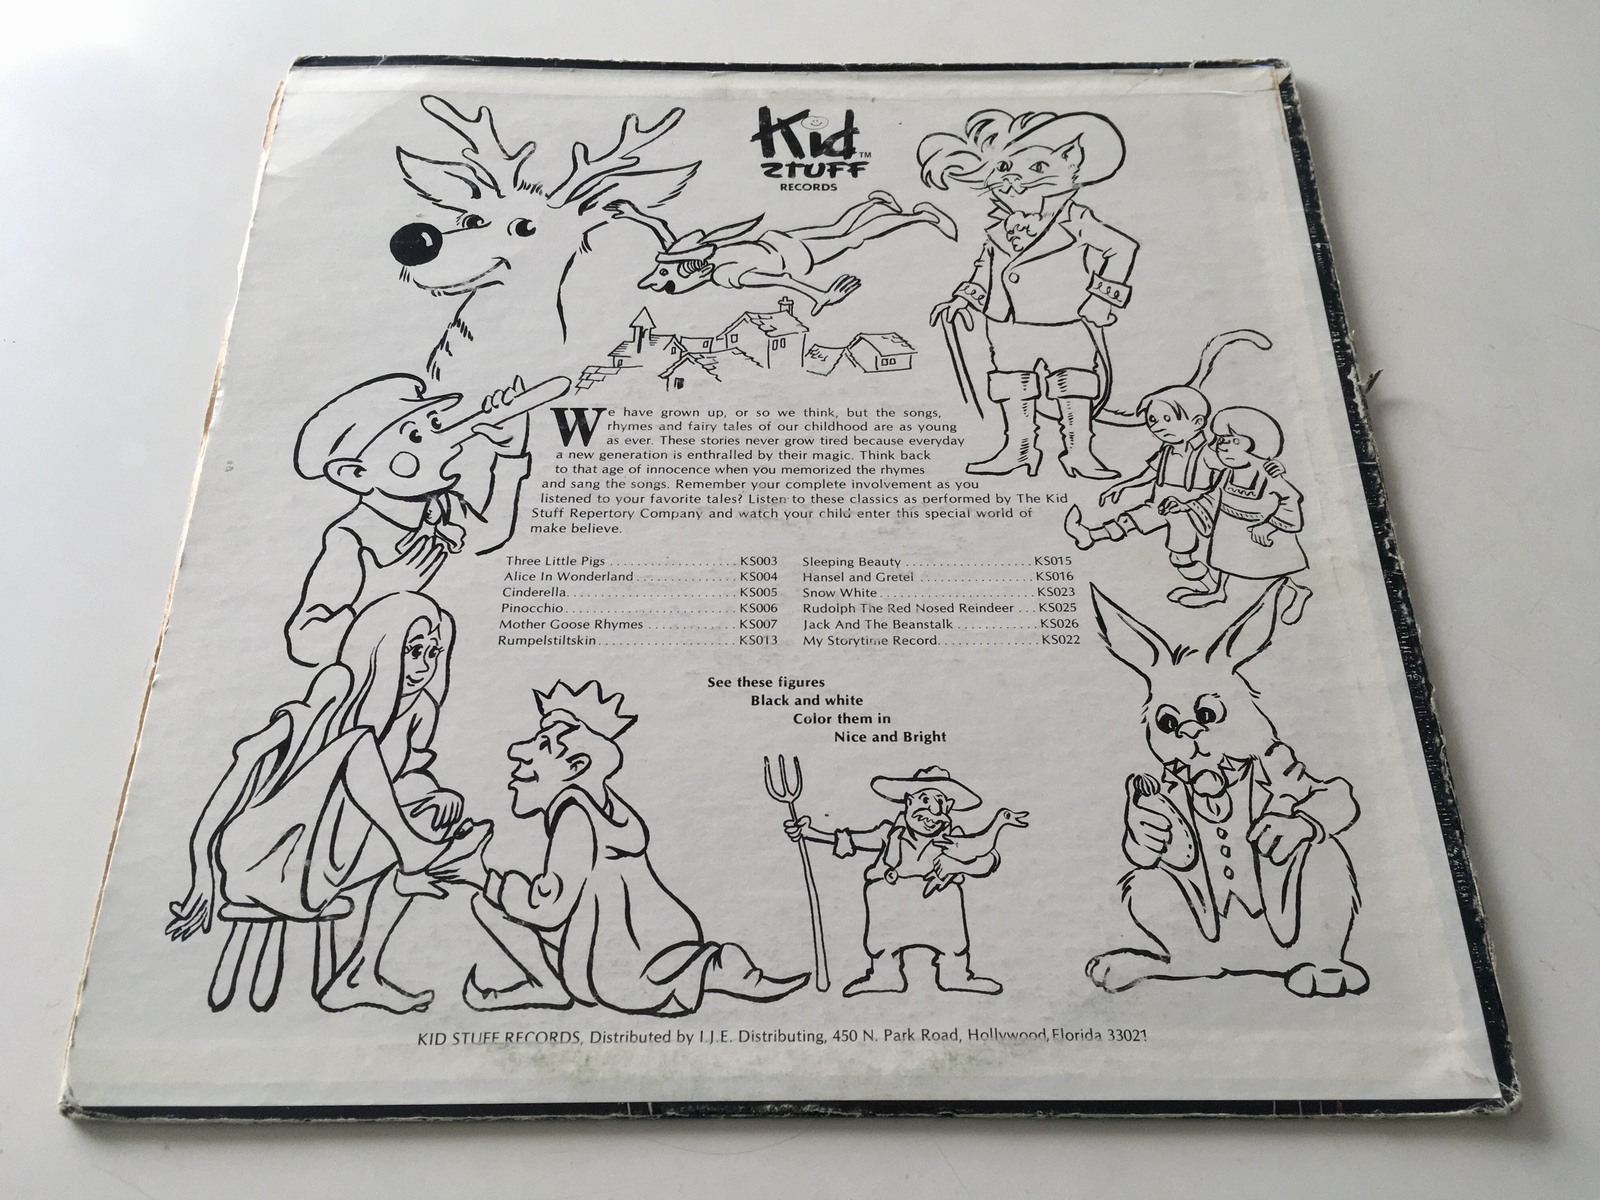 Kid
STUFF
TM
RECORDS
We have grown up, or so we think, but the songs,
rhymes and fairy tales of our childhood are as young
as ever. These stories never grow tired because everyday
a new generation is enthralled by their magic. Think back
to that age of innocence when you memorized the rhymes
and sang the songs. Remember your complete involvement as you
listened to your favorite tales? Listen to these classics as performed by The Kid
Stuff Repertory Company and watch your child enter this special world of
make believe.
Three Little Pigs . . . . . . . . . . . . . . . . . . . . . KS003
Alice In Wonderland . . . . . . . . . . . . . . . . . KS004
Cinderella. . . . . . . . . . . . . . . . . . . . . . . . . . . . KS005
Pinocchio. . . . . . . . . . . . . . . . . . . . . . . . . . . . KS006
Mother Goose Rhymes . . . . . . . . . . . . . . . KS007
Rumpelstiltskin. . . . . . . . . . . . . . . . . . . . . . . KS013
Sleeping Beauty . . . . . . . . . . . . . . . . . . . . . KS015
Hansel and Gretel . . . . . . . . . . . . . . . . . . . KS016
Snow White. . . . . . . . . . . . . . . . . . . . . . . . . KS023
Rudolph The Red Nosed Reindeer . . . KS025
Jack And The Beanstalk . . . . . . . . . . . . . KS026
My Storytime Record. . . . . . . . . . . . . . . . KS022
See these figures
Black and white
Color them in
Nice and Bright
KID STUFF RECORDS, Distributed by I.J.E. Distributing, 450 N. Park Road, Hollywood, Florida 33021